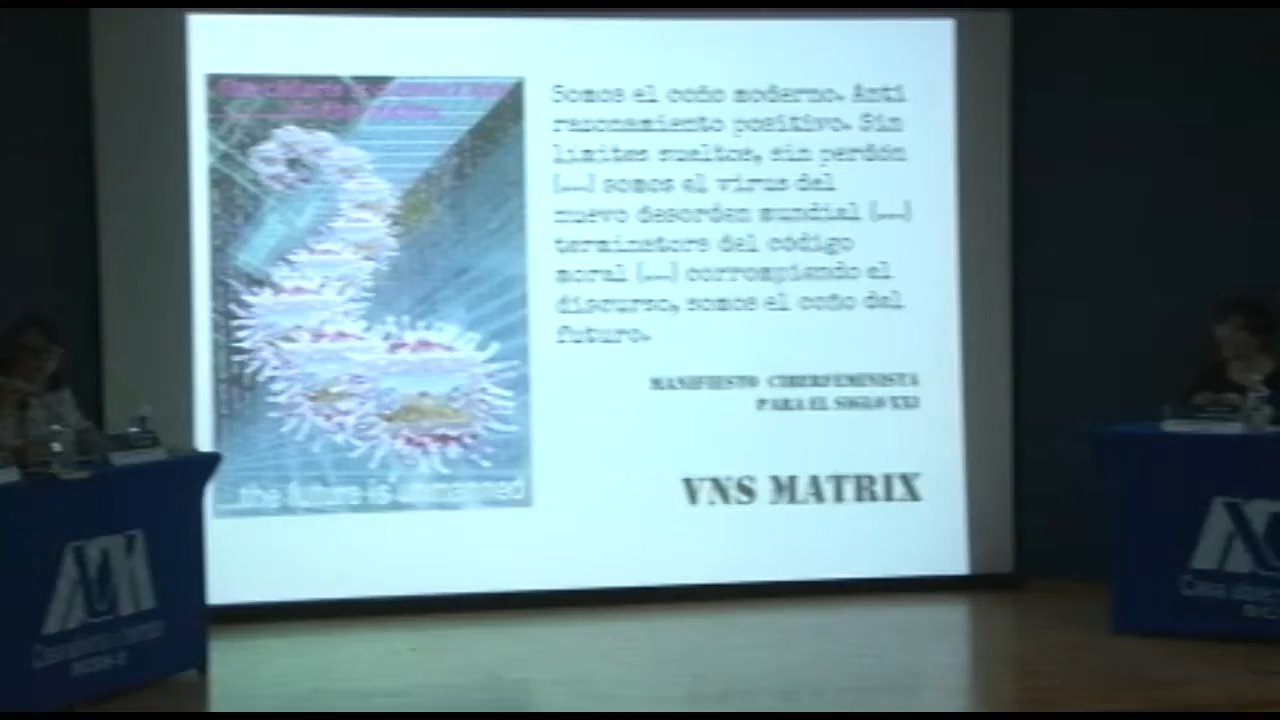 Somos el coño moderno. Anti
razonamiento positivo. Sin
límites sueltos, sin perdón
(...) somos el virus del
nuevo desorden mundial (...)
terminators del código
moral (...) corrompiendo el
discurso, somos el coño del
futuro.
MANIFIESTO CIBERFEMINISTA
PARA EL SIGLO XXI
VNS MATRIX
...the future is unmanned